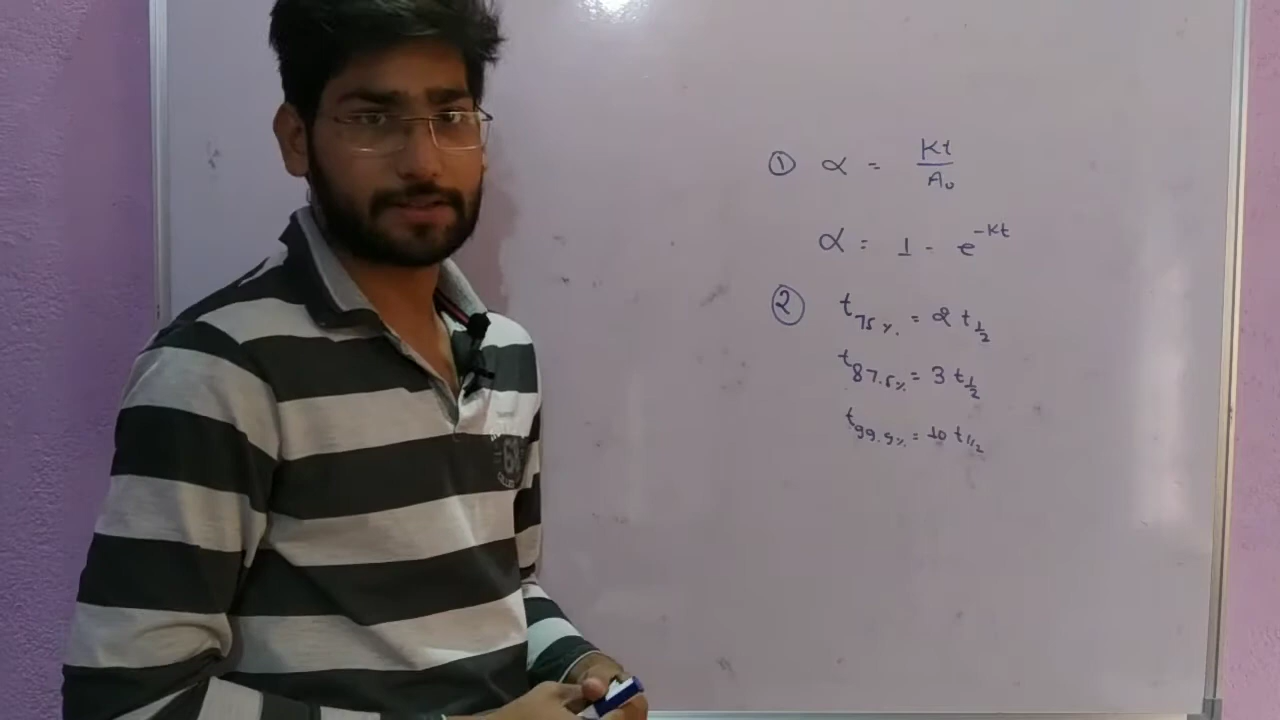 ① α = Kt/A₀
α = 1 - e^-Kt
② t75%. = 2 t1/2
t87.5%. = 3 t1/2
t99.9%. = 10 t1/2
68